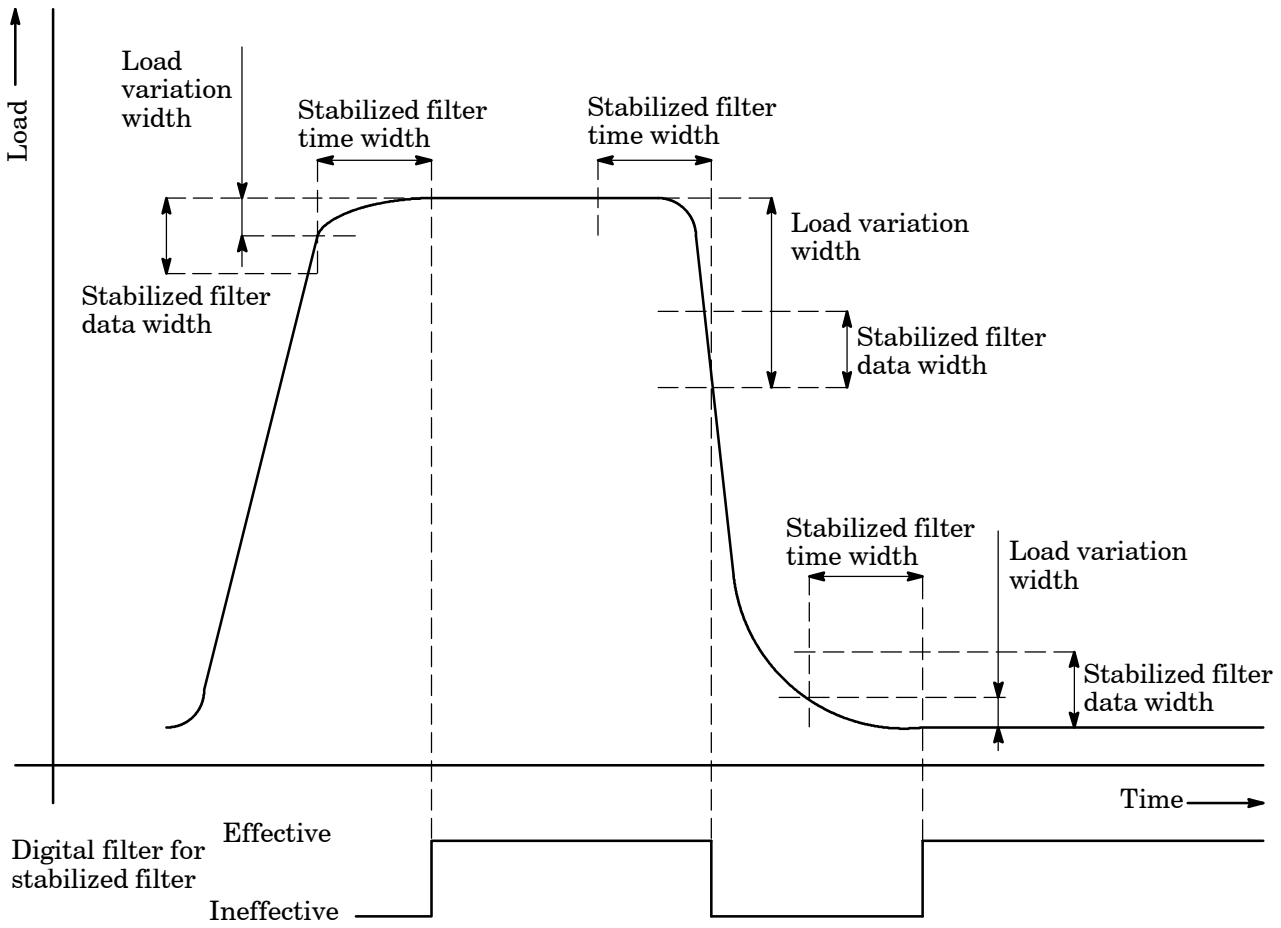 Load
Load
variation
width
Stabilized filter
time width
Stabilized filter
time width
Load variation
width
Stabilized filter
data width
Stabilized filter
data width
Stabilized filter
time width
Load variation
width
Stabilized filter
data width
Time
Effective
Digital filter for
stabilized filter
Ineffective